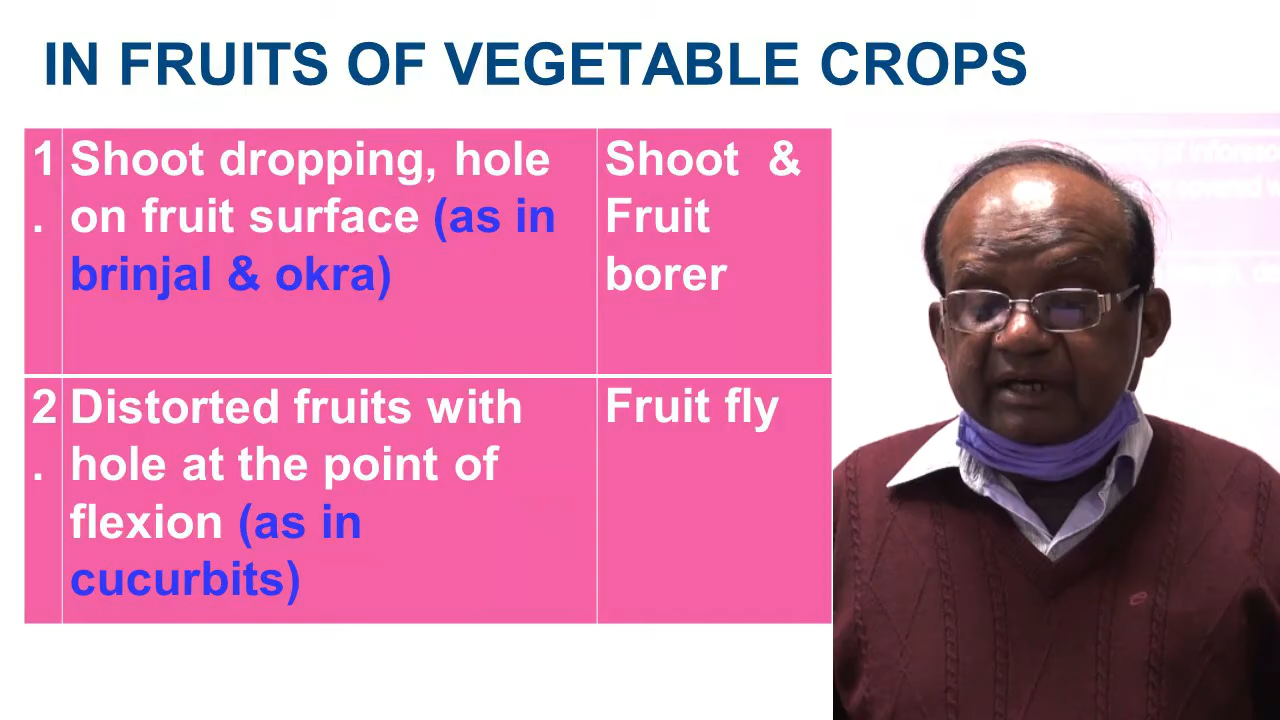 IN FRUITS OF VEGETABLE CROPS
1 Shoot dropping, hole
. on fruit surface (as in
brinjal & okra)
Shoot &
Fruit
borer
2 Distorted fruits with
. hole at the point of
flexion (as in
cucurbits)
Fruit fly